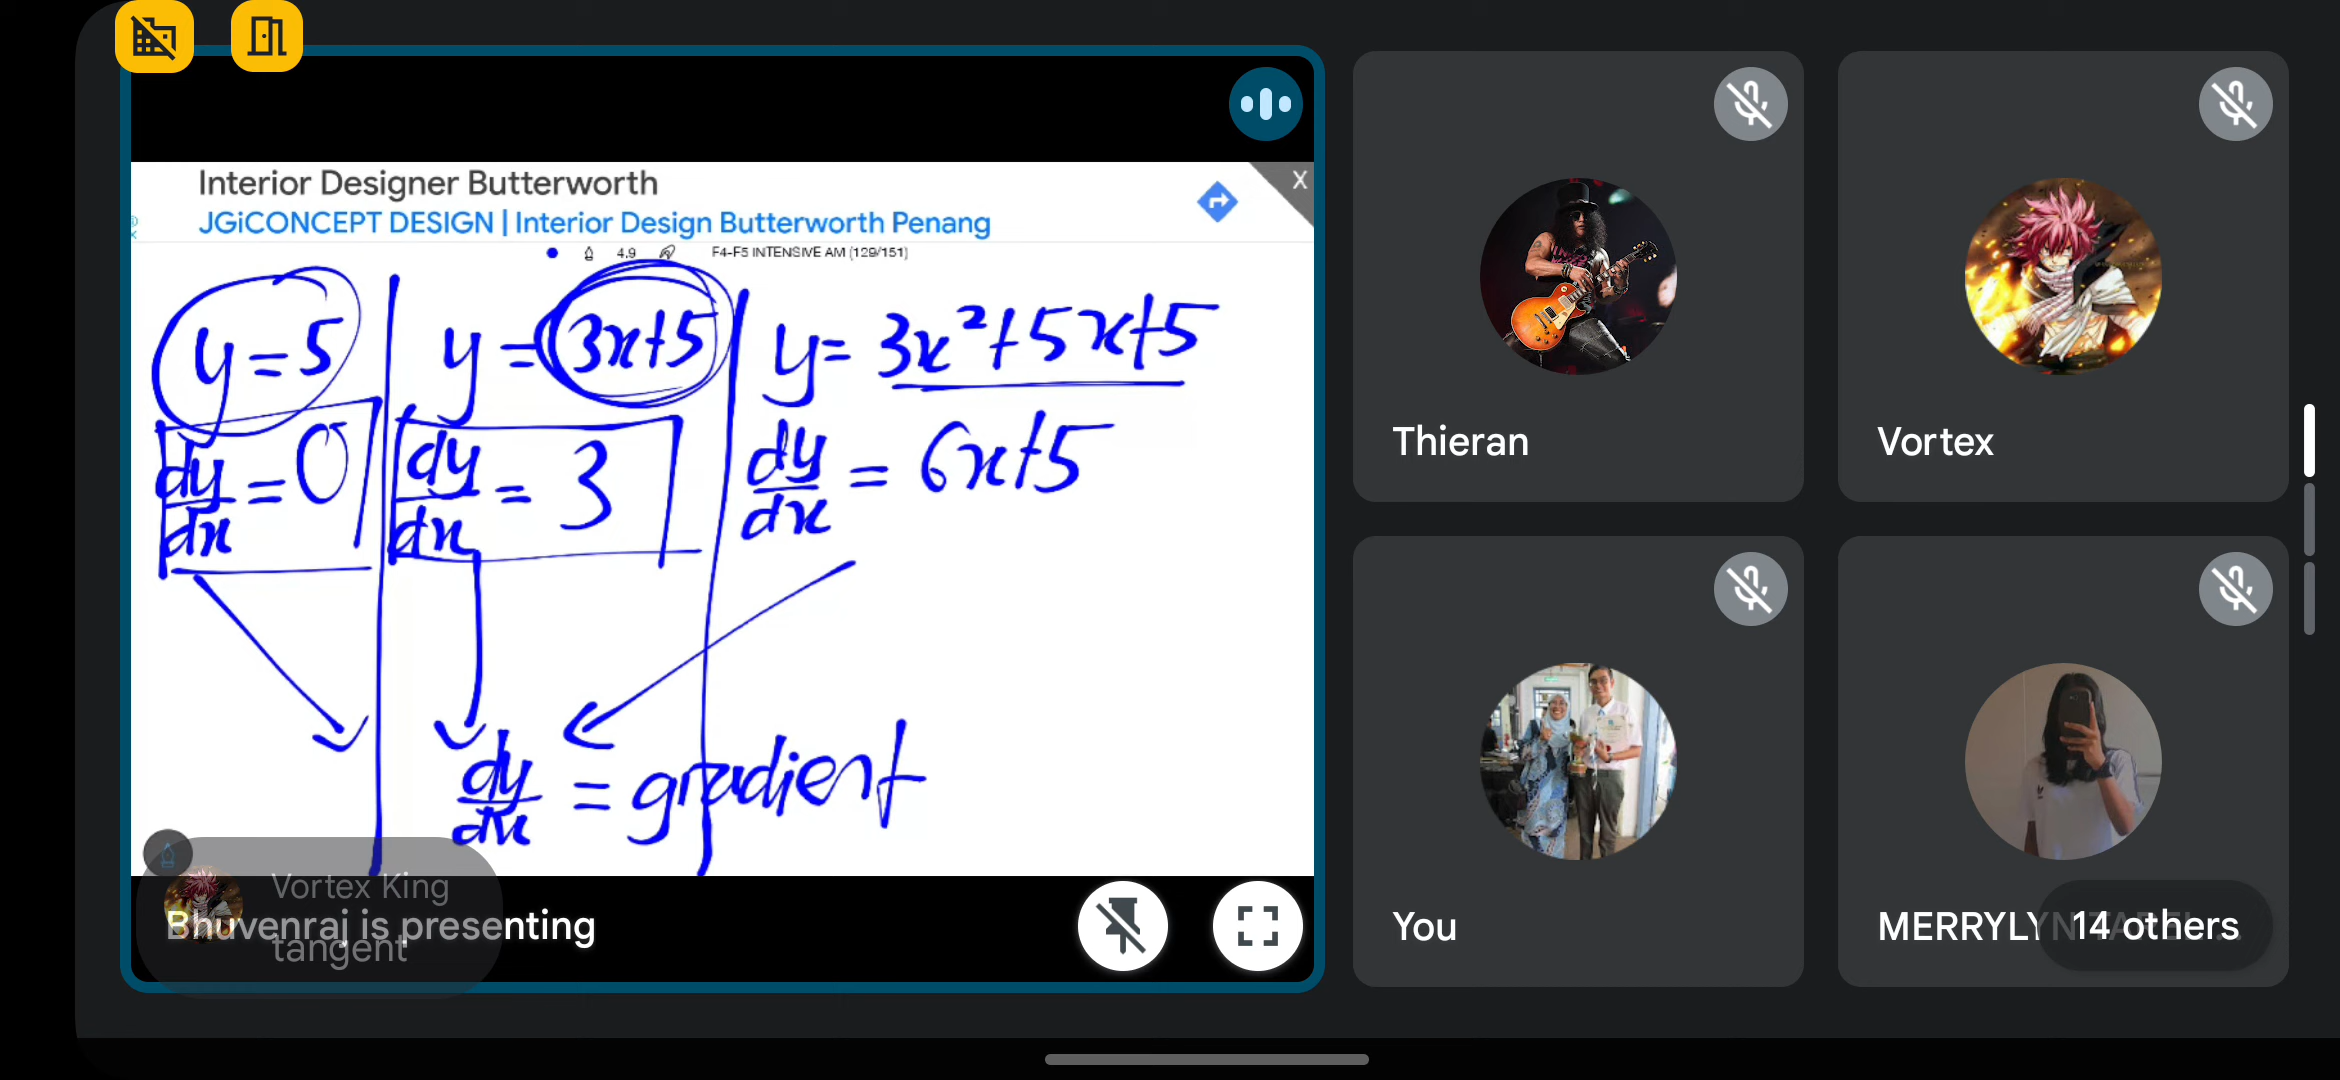 Interior Designer Butterworth
JGiCONCEPT DESIGN | Interior Design Butterworth Penang
X
4.9 F4-F5 INTENSIVE AM (129/151)
y=5
dy/dx = 0
y = 3x+5
dy/dx = 3
y = 3x²+5x+5
dy/dx = 6x+5
dy/dx = gradient
Vortex King
tangent
Bhuvenraj is presenting
Thieran
Vortex
You
MERRYLYN
14 others